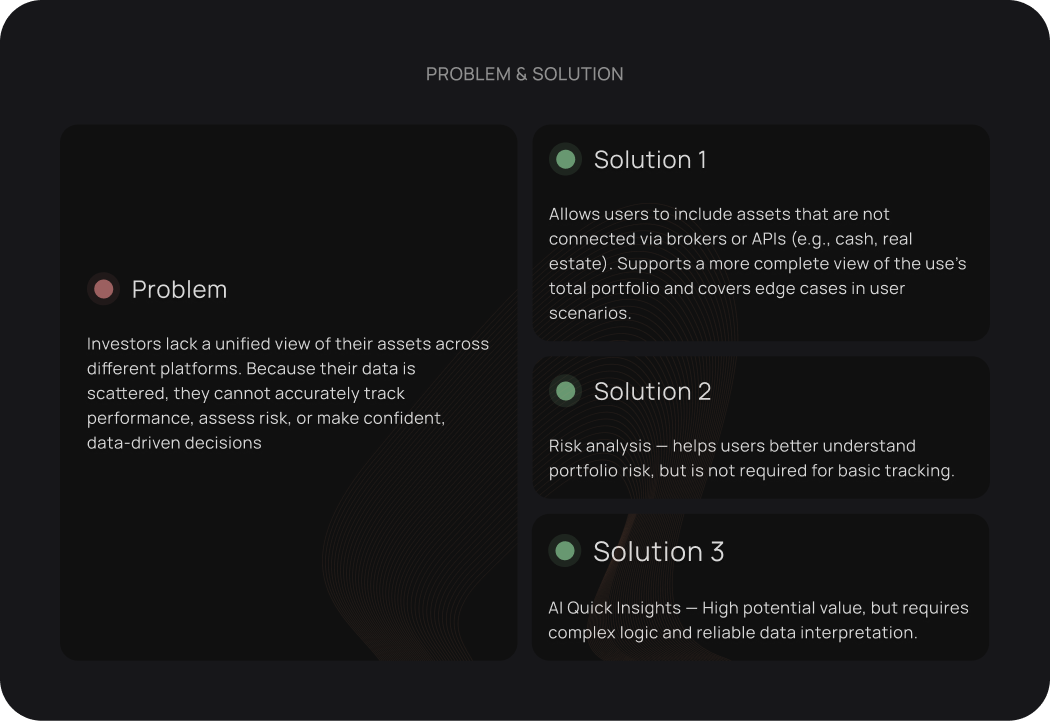 PROBLEM & SOLUTION
Problem
Investors lack a unified view of their assets across
different platforms. Because their data is
scattered, they cannot accurately track
performance, assess risk, or make confident,
data-driven decisions
Solution 1
Allows users to include assets that are not
connected via brokers or APIs (e.g., cash, real
estate). Supports a more complete view of the use's
total portfolio and covers edge cases in user
scenarios.
Solution 2
Risk analysis — helps users better understand
portfolio risk, but is not required for basic tracking.
Solution 3
AI Quick Insights — High potential value, but requires
complex logic and reliable data interpretation.